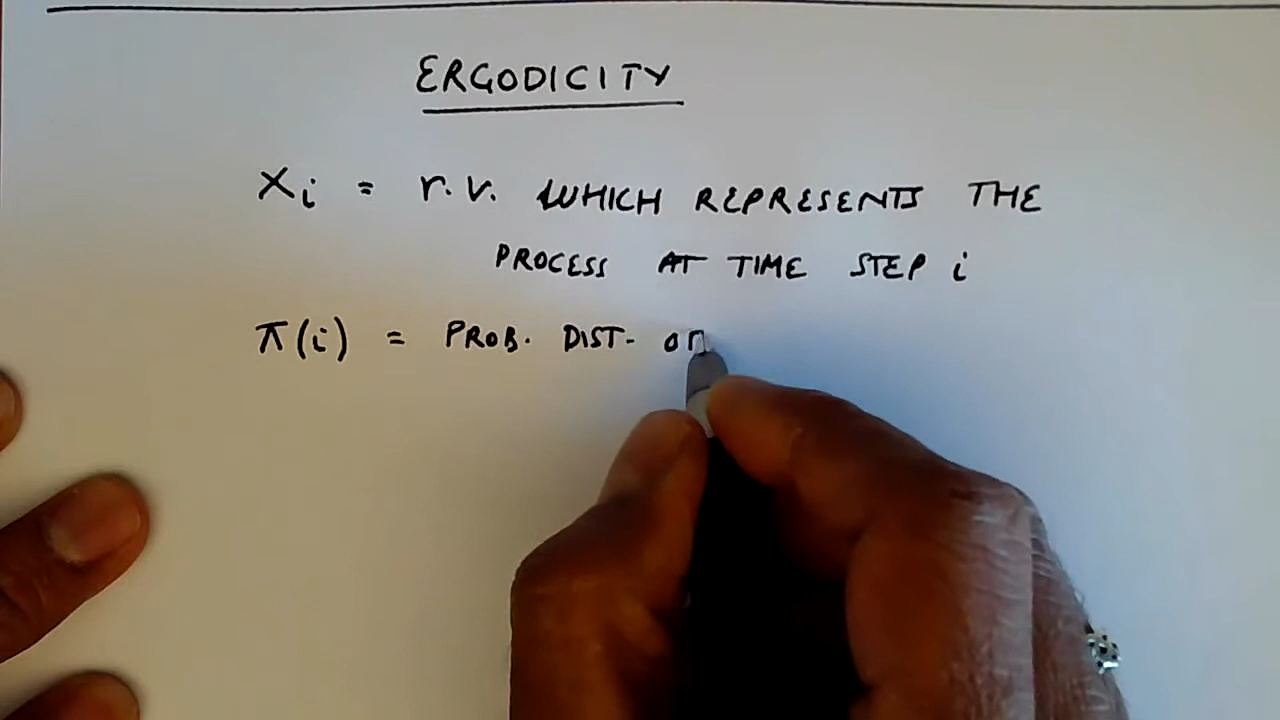 ERGODICITY
Xi = r.v. WHICH REPRESENTS THE
PROCESS AT TIME STEP i
π(i) = PROB. DIST.